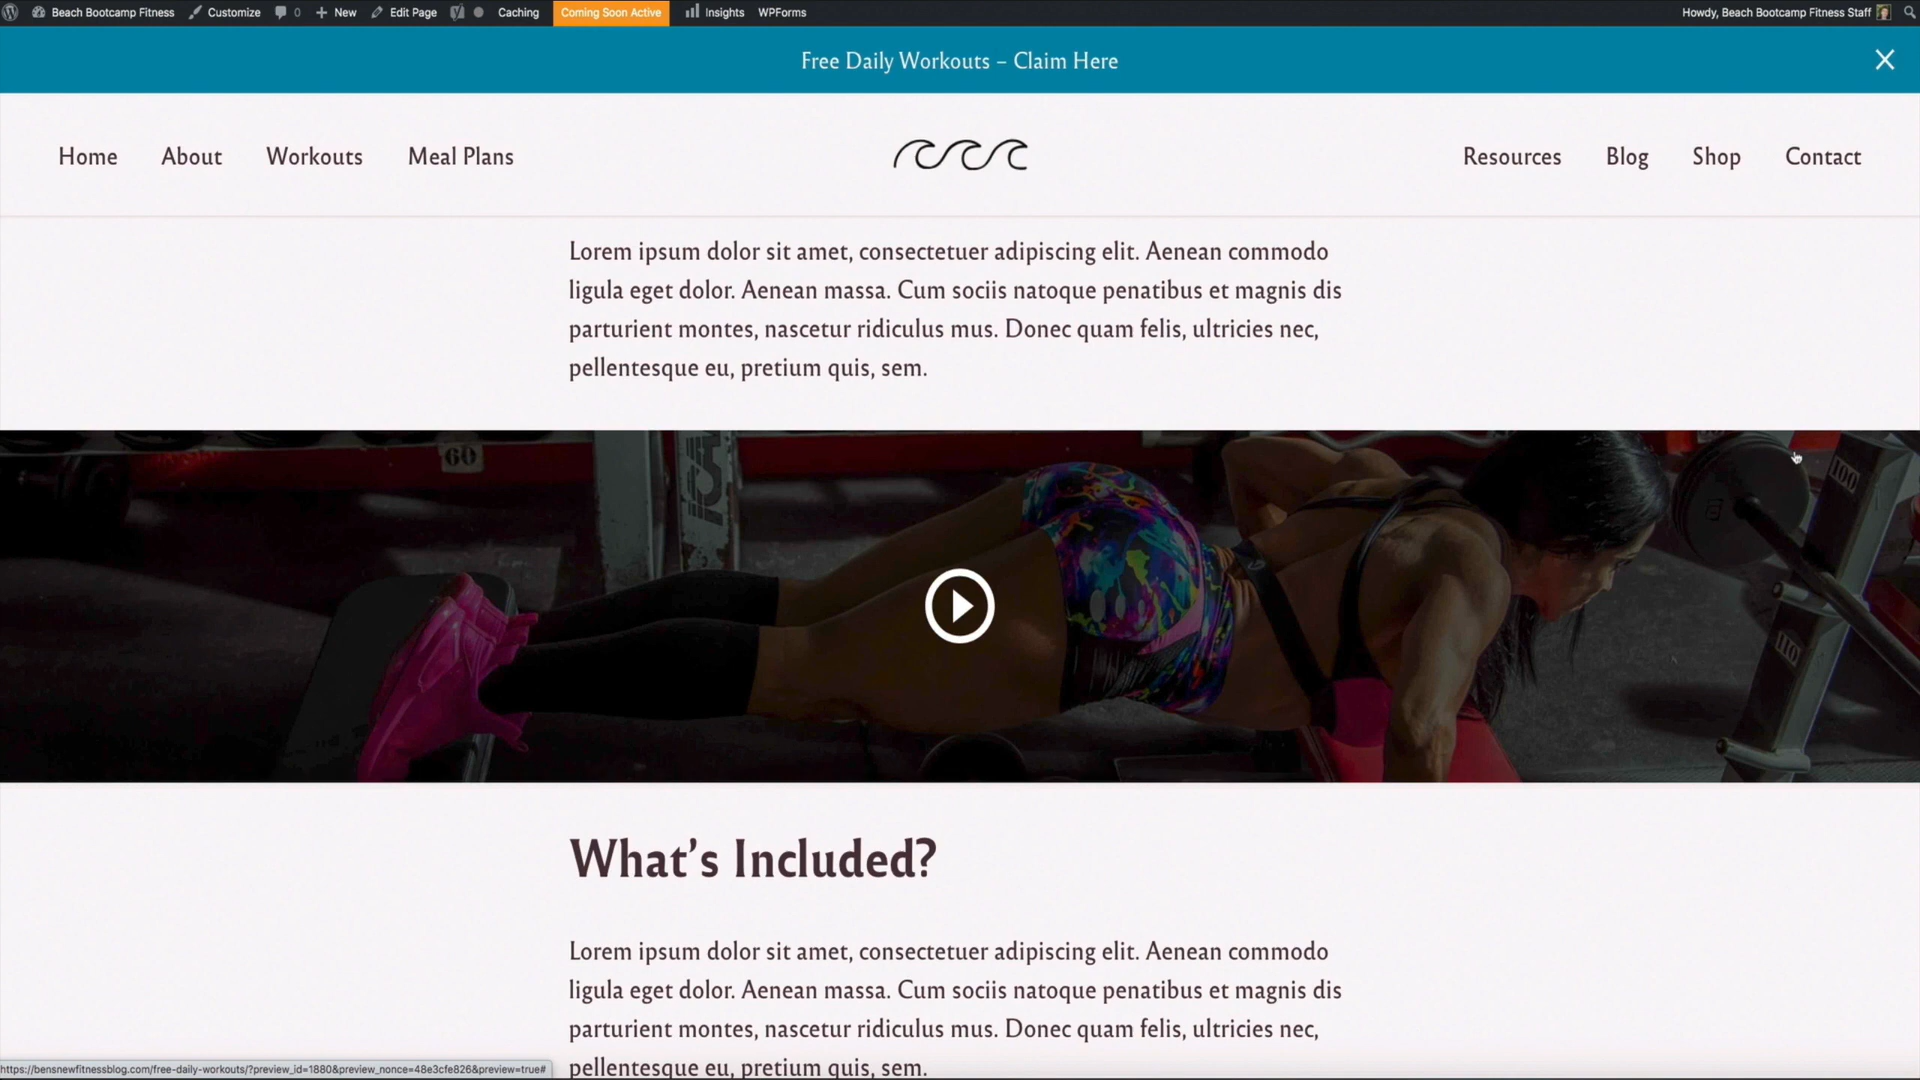 Beach Bootcamp Fitness Customize 0 New Edit Page Caching Coming Soon Active Insights WPForms Howdy, Beach Bootcamp Fitness Staff
Free Daily Workouts – Claim Here
Home About Workouts Meal Plans Resources Blog Shop Contact
Lorem ipsum dolor sit amet, consectetuer adipiscing elit. Aenean commodo
ligula eget dolor. Aenean massa. Cum sociis natoque penatibus et magnis dis
parturient montes, nascetur ridiculus mus. Donec quam felis, ultricies nec,
pellentesque eu, pretium quis, sem.
60
100
110
What's Included?
Lorem ipsum dolor sit amet, consectetuer adipiscing elit. Aenean commodo
ligula eget dolor. Aenean massa. Cum sociis natoque penatibus et magnis dis
parturient montes, nascetur ridiculus mus. Donec quam felis, ultricies nec,
pellentesque eu, pretium quis, sem.
https://bensnewfitnessblog.com/free-daily-workouts/?preview_id=1880&preview_nonce=48e3cfe826&preview=true#